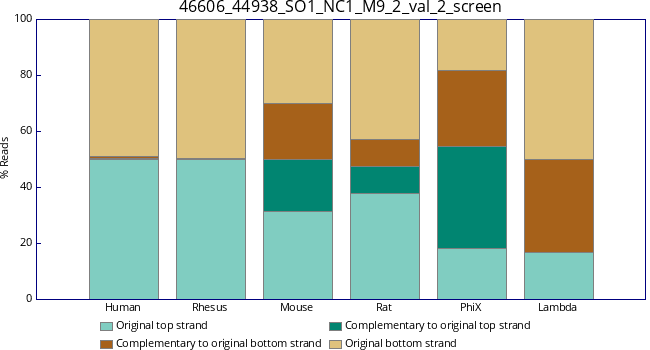 46606_44938_SO1_NC1_M9_2_val_2_screen
100
80
60
40
20
0
% Reads
Human Rhesus Mouse Rat PhiX Lambda
Original top strand Complementary to original top strand
Complementary to original bottom strand Original bottom strand